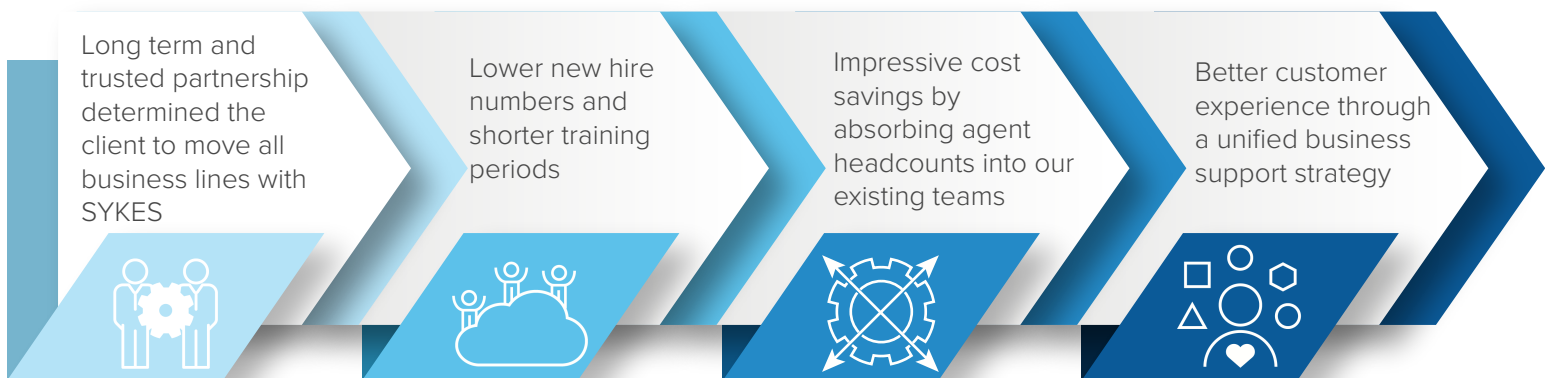 Long term and
trusted partnership
determined the
client to move all
business lines with
SYKES
Lower new hire
numbers and
shorter training
periods
Impressive cost
savings by
absorbing agent
headcounts into our
existing teams
Better customer
experience through
a unified business
support strategy